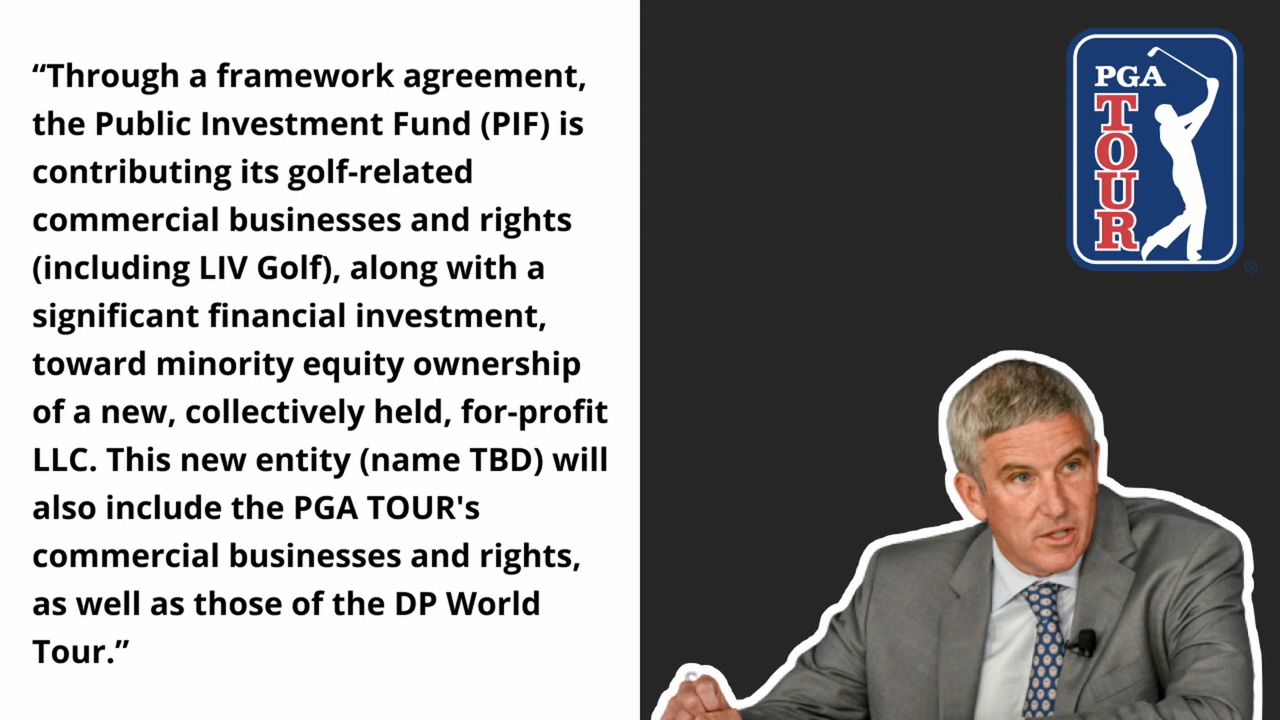 “Through a framework agreement,
the Public Investment Fund (PIF) is
contributing its golf-related
commercial businesses and rights
(including LIV Golf), along with a
significant financial investment,
toward minority equity ownership
of a new, collectively held, for-profit
LLC. This new entity (name TBD) will
also include the PGA TOUR's
commercial businesses and rights,
as well as those of the DP World
Tour.”
PGA
TOUR
®